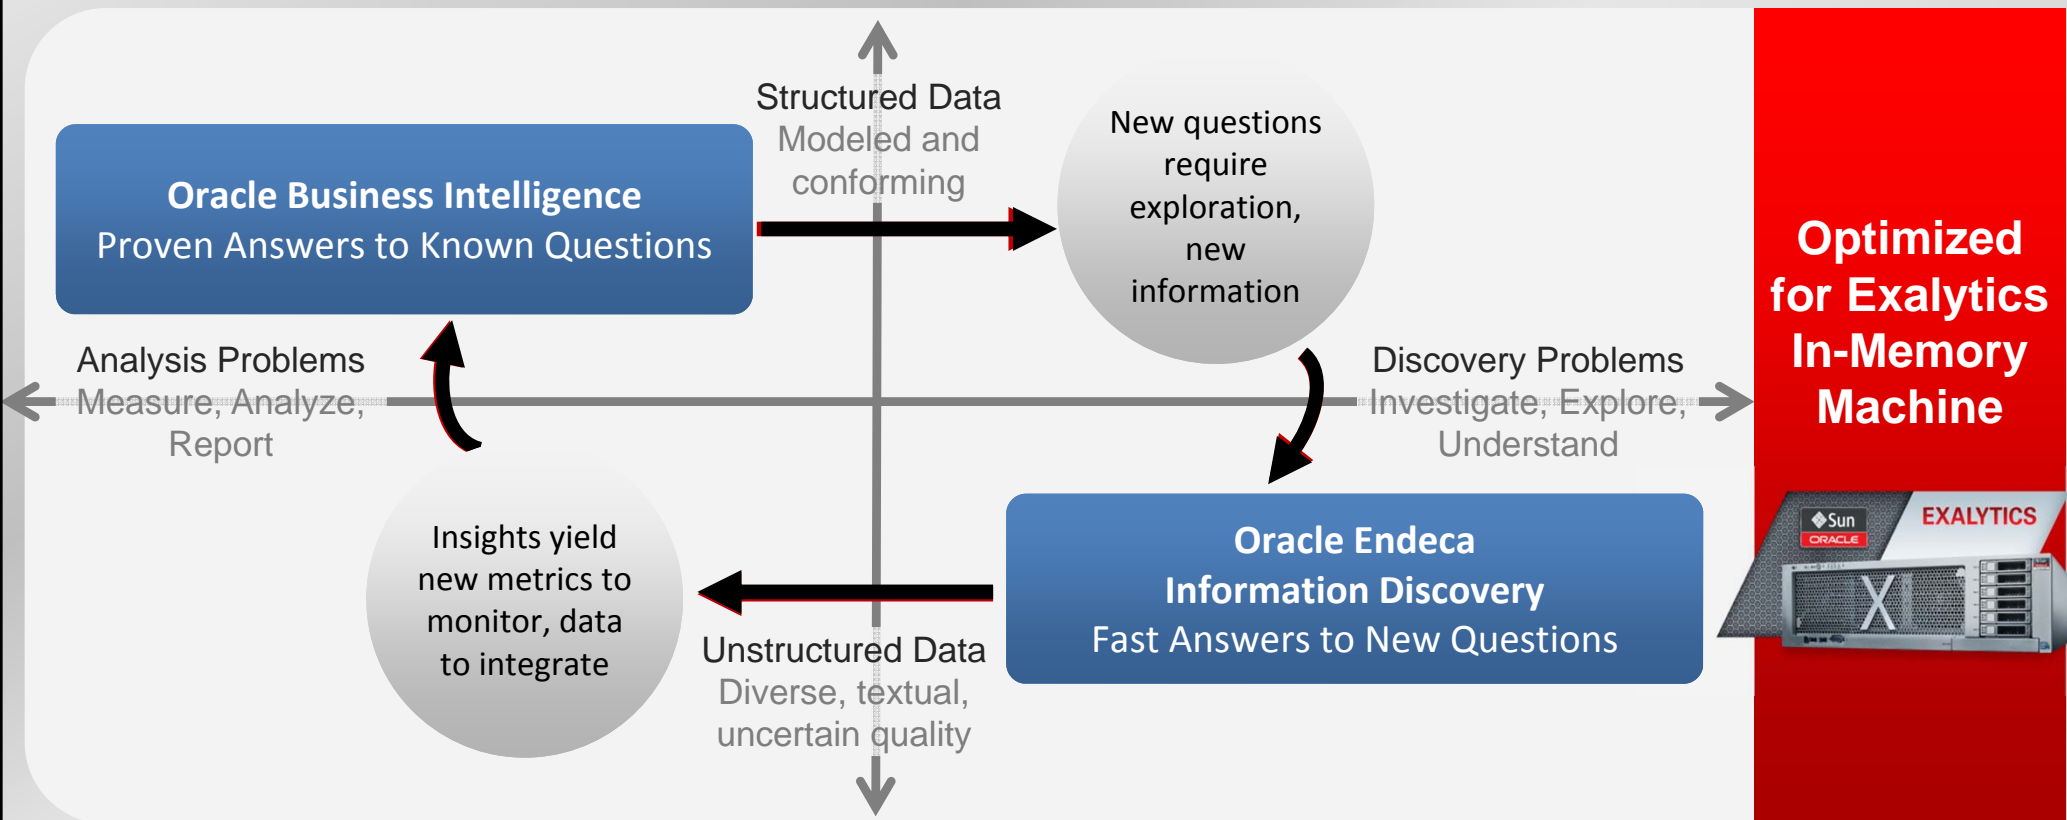 Structured Data
Modeled and
conforming
Oracle Business Intelligence
Proven Answers to Known Questions
New questions
require
exploration,
new
information
Analysis Problems
Measure, Analyze,
Report
Discovery Problems
Investigate, Explore,
Understand
Insights yield
new metrics to
monitor, data
to integrate
Oracle Endeca
Information Discovery
Fast Answers to New Questions
Unstructured Data
Diverse, textual,
uncertain quality
Optimized
for Exalytics
In-Memory
Machine
Sun
ORACLE
EXALYTICS
X